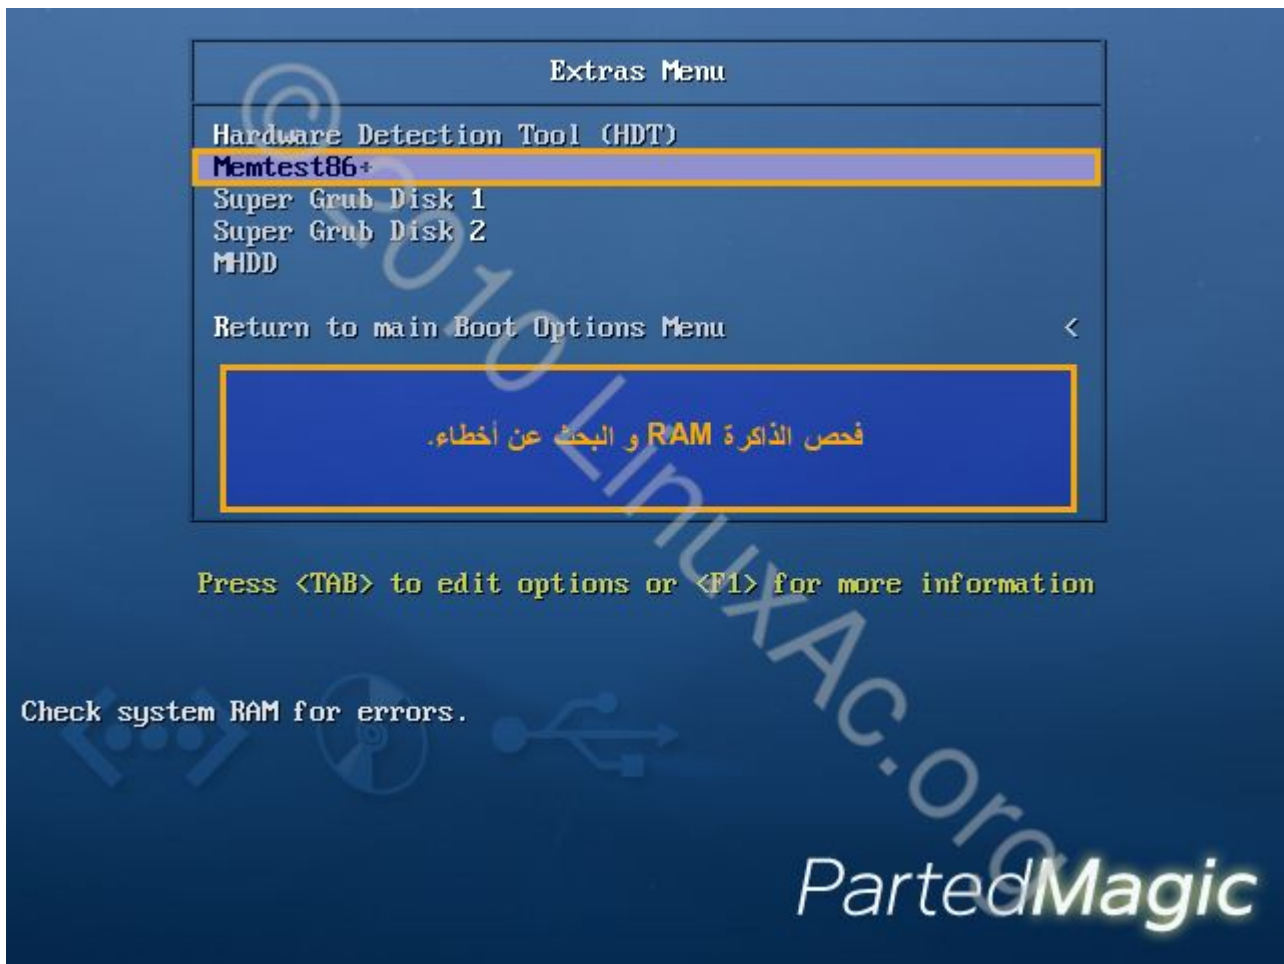 Extras Menu
Hardware Detection Tool (HDT)
Memtest86+
Super Grub Disk 1
Super Grub Disk 2
MHDD
Return to main Boot Options Menu <
فحص الذاكرة RAM و البحث عن أخطاء.
Press <TAB> to edit options or <F1> for more information
Check system RAM for errors.
PartedMagic
© 2010 LinuxAc.org